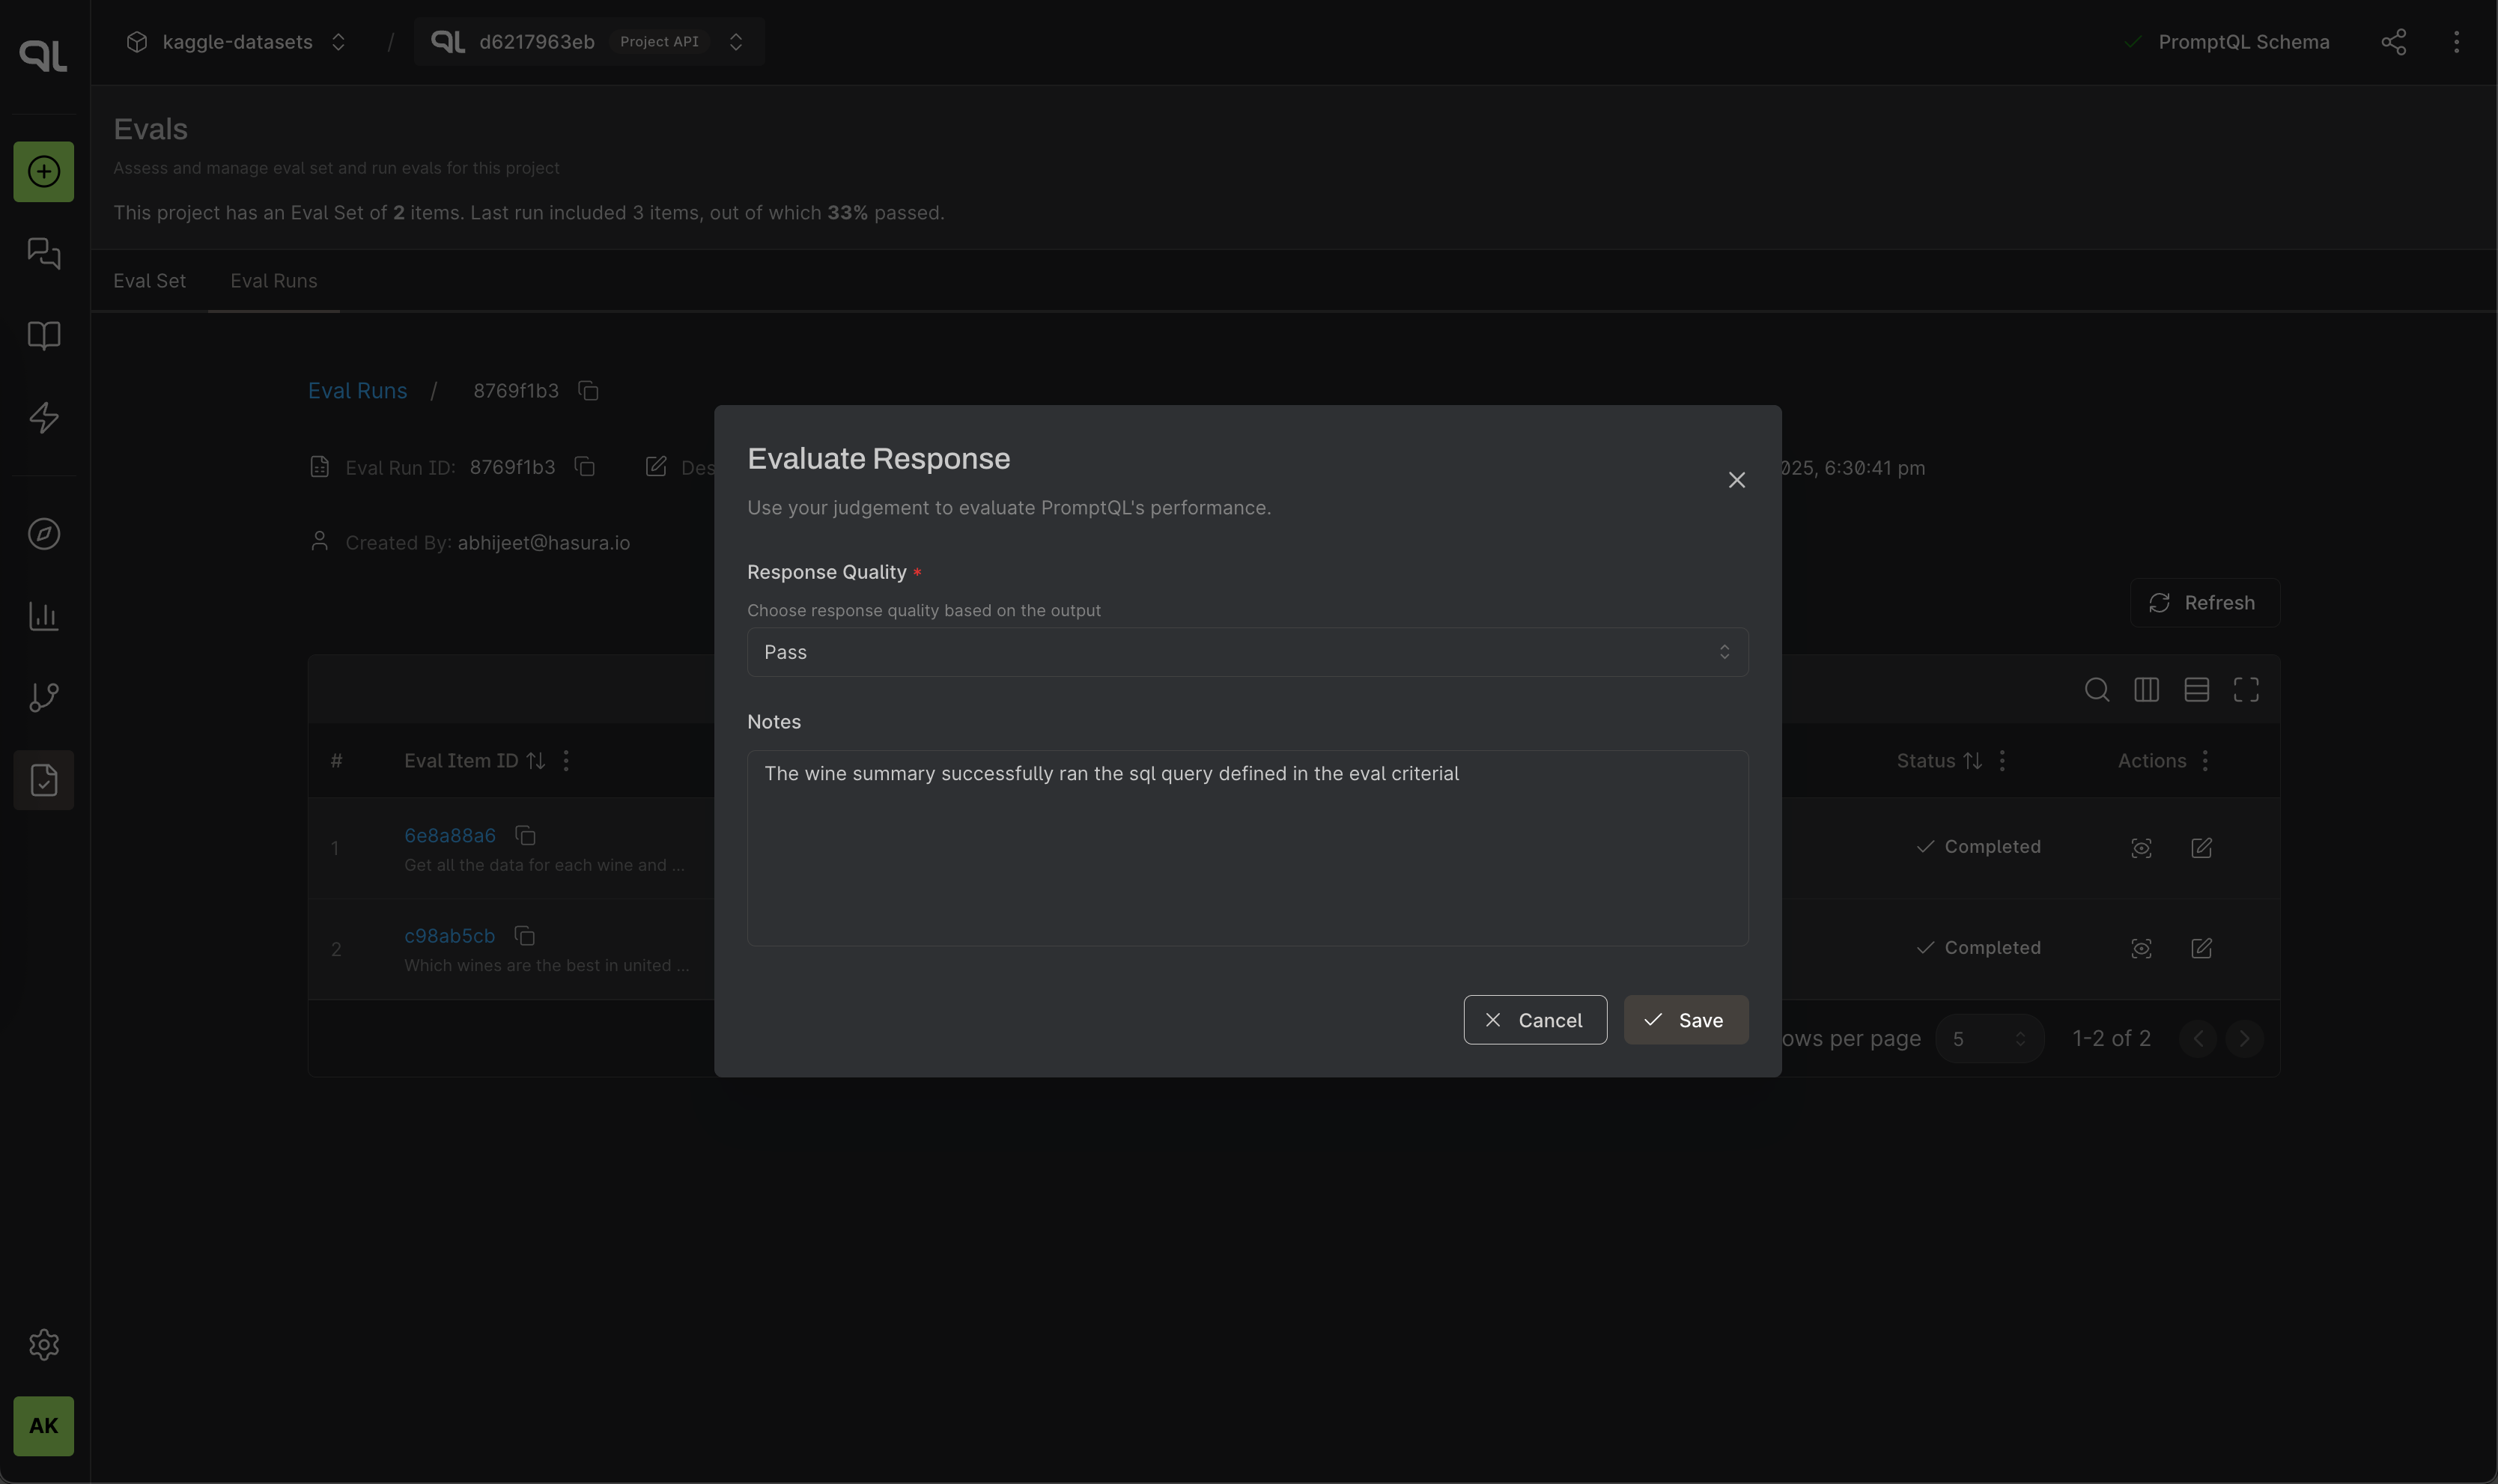 QL
kaggle-datasets / QL d6217963eb Project API
PromptQL Schema
Evals
Assess and manage eval set and run evals for this project
This project has an Eval Set of 2 items. Last run included 3 items, out of which 33% passed.
Eval Set Eval Runs
Eval Runs / 8769f1b3
Eval Run ID: 8769f1b3 Des
025, 6:30:41 pm
Created By: abhijeet@hasura.io
Refresh
Evaluate Response
Use your judgement to evaluate PromptQL's performance.
Response Quality *
Choose response quality based on the output
Pass
Notes
The wine summary successfully ran the sql query defined in the eval criterial
Cancel Save
# Eval Item ID Status Actions
1 6e8a88a6 Completed
Get all the data for each wine and ...
2 c98ab5cb Completed
Which wines are the best in united ...
ows per page 5 1-2 of 2
AK